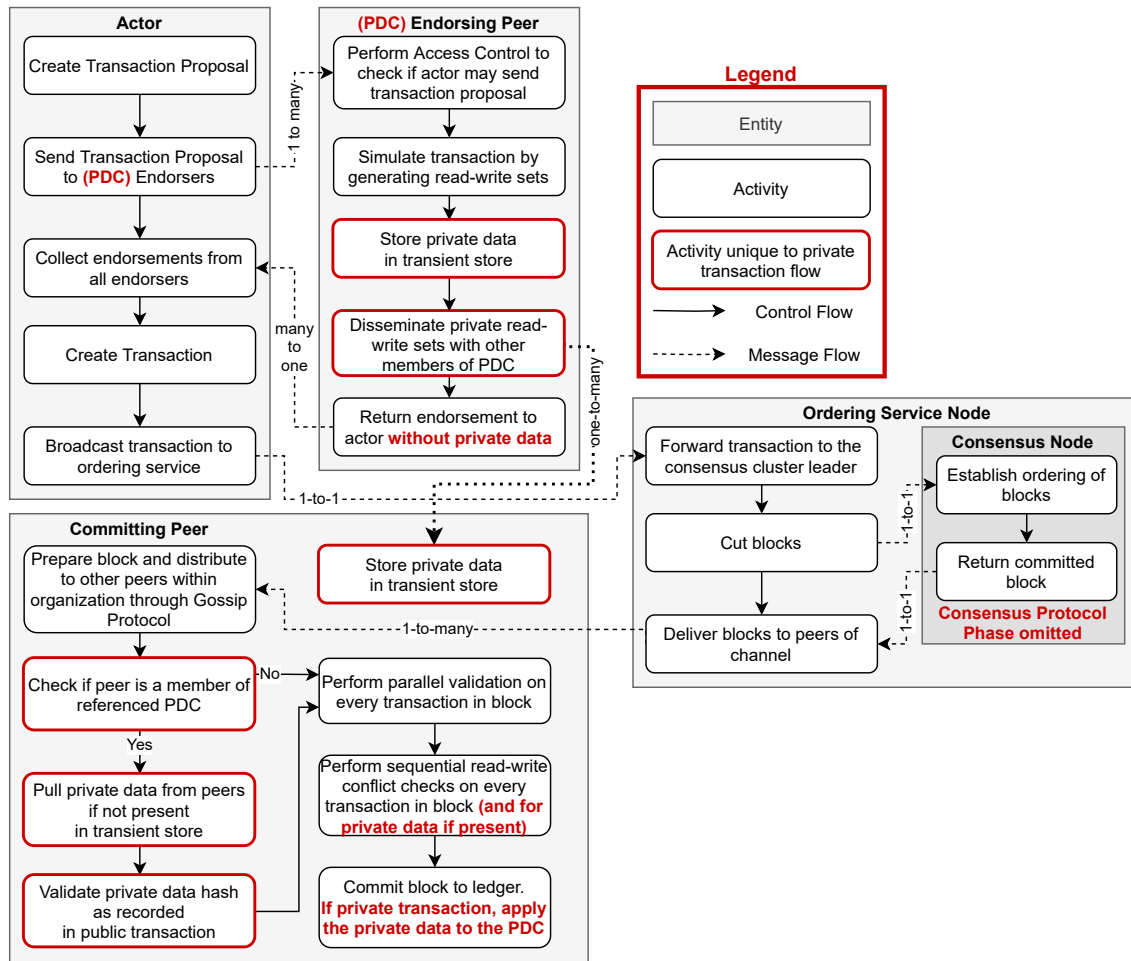 Actor
Create Transaction Proposal
Send Transaction Proposal
to (PDC) Endorsers
Collect endorsements from
all endorsers
Create Transaction
Broadcast transaction to
ordering service
1 to many
many
to
one
(PDC) Endorsing Peer
Perform Access Control to
check if actor may send
transaction proposal
Simulate transaction by
generating read-write sets
Store private data
in transient store
Disseminate private read-
write sets with other
members of PDC
Return endorsement to
actor without private data
one-to-many
1-to-1
Legend
Entity
Activity
Activity unique to private
transaction flow
Control Flow
Message Flow
Ordering Service Node
Forward transaction to the
consensus cluster leader
Cut blocks
Deliver blocks to peers of
channel
1-to-1
1-to-1
Consensus Node
Establish ordering of
blocks
Return committed
block
Consensus Protocol
Phase omitted
Committing Peer
Prepare block and distribute
to other peers within
organization through Gossip
Protocol
Store private data
in transient store
1-to-many
Check if peer is a member of
referenced PDC
No
Yes
Pull private data from peers
if not present
in transient store
Validate private data hash
as recorded
in public transaction
Perform parallel validation on
every transaction in block
Perform sequential read-write
conflict checks on every
transaction in block (and for
private data if present)
Commit block to ledger.
If private transaction, apply
the private data to the PDC